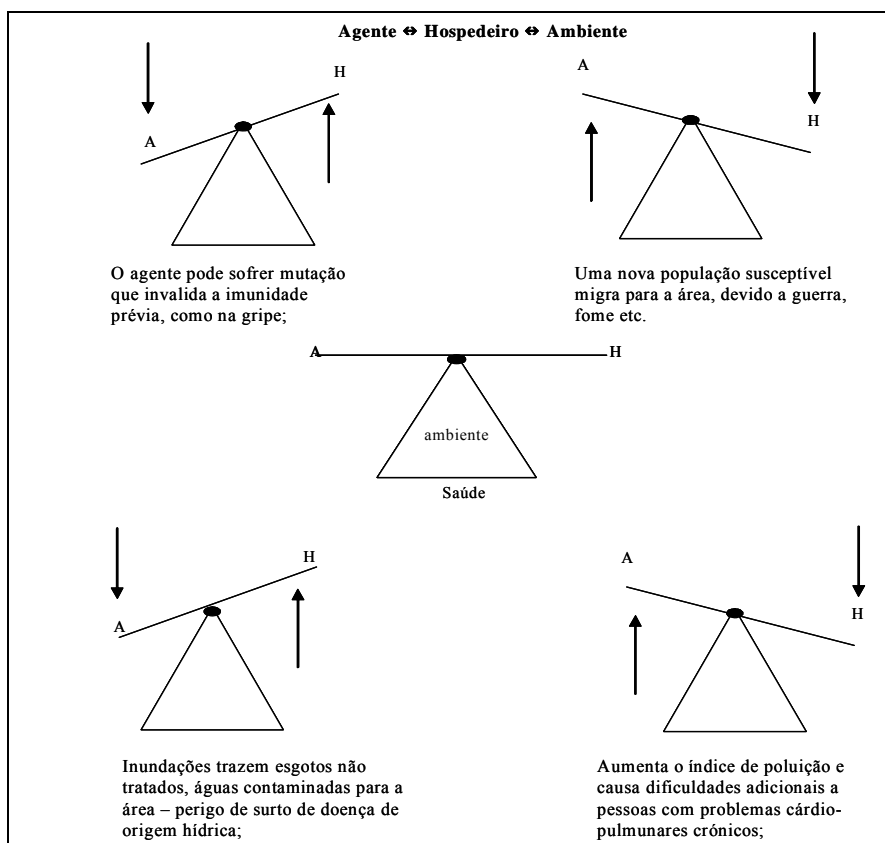 Agente ⇔ Hospedeiro ⇔ Ambiente
H
A
O agente pode sofrer mutação
que invalida a imunidade
prévia, como na gripe;
A
H
Uma nova população susceptível
migra para a área, devido a guerra,
fome etc.
A
H
ambiente
Saúde
H
A
Inundações trazem esgotos não
tratados, águas contaminadas para a
área – perigo de surto de doença de
origem hídrica;
A
H
Aumenta o índice de poluição e
causa dificuldades adicionais a
pessoas com problemas cárdio-
pulmunares crónicos;